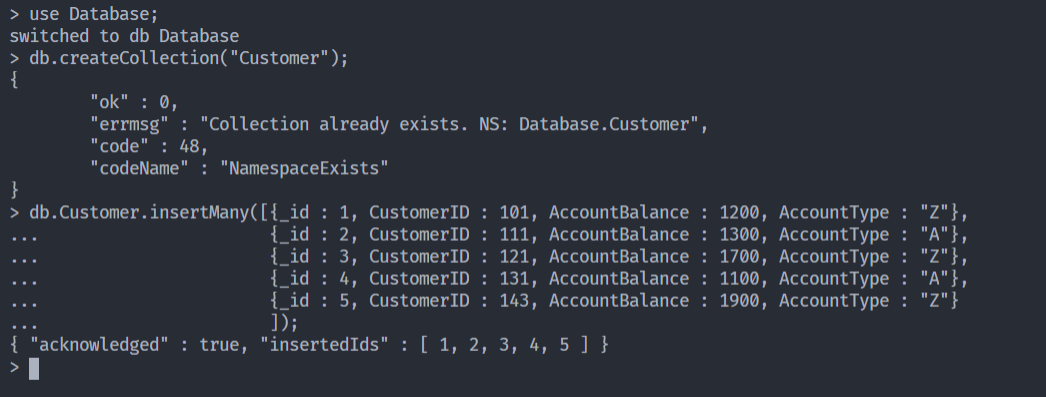 > use Database;
switched to db Database
> db.createCollection("Customer");
{
        "ok" : 0,
        "errmsg" : "Collection already exists. NS: Database.Customer",
        "code" : 48,
        "codeName" : "NamespaceExists"
}
> db.Customer.insertMany([{_id : 1, CustomerID : 101, AccountBalance : 1200, AccountType : "Z"},
...                       {_id : 2, CustomerID : 111, AccountBalance : 1300, AccountType : "A"},
...                       {_id : 3, CustomerID : 121, AccountBalance : 1700, AccountType : "Z"},
...                       {_id : 4, CustomerID : 131, AccountBalance : 1100, AccountType : "A"},
...                       {_id : 5, CustomerID : 143, AccountBalance : 1900, AccountType : "Z"}
...                       ]);
{ "acknowledged" : true, "insertedIds" : [ 1, 2, 3, 4, 5 ] }
>